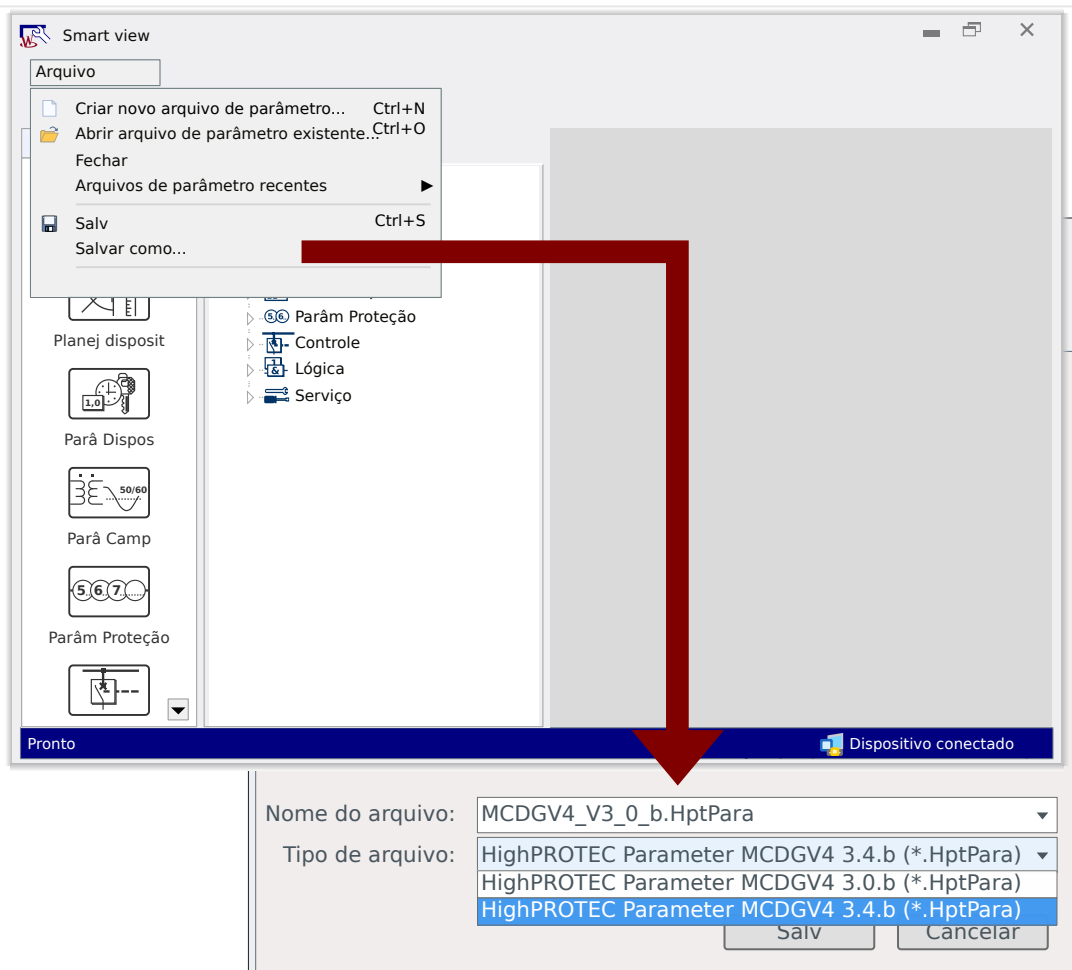 Smart view
Arquivo
Criar novo arquivo de parâmetro... Ctrl+N
Abrir arquivo de parâmetro existente... Ctrl+O
Fechar
Arquivos de parâmetro recentes
Salv Ctrl+S
Salvar como...
Planej disposit
1,0
Parâ Dispos
50/60
Parâ Camp
5 6 7
Parâm Proteção
5 6 Parâm Proteção
Controle
1 & Lógica
Serviço
Pronto
Dispositivo conectado
Nome do arquivo: MCDGV4_V3_0_b.HptPara
Tipo de arquivo: HighPROTEC Parameter MCDGV4 3.4.b (*.HptPara)
HighPROTEC Parameter MCDGV4 3.0.b (*.HptPara)
HighPROTEC Parameter MCDGV4 3.4.b (*.HptPara)
Salv Cancelar